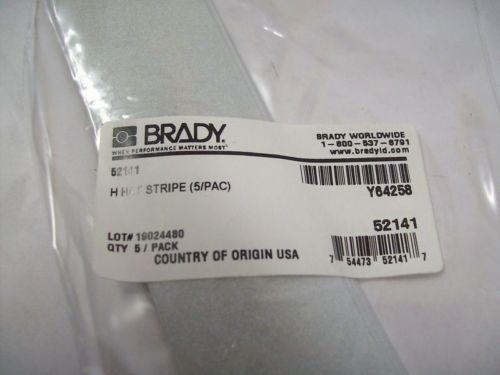 BRADY
WHEN PERFORMANCE MATTERS MOST
BRADY WORLDWIDE
1-800-537-8791
www.bradyid.com
52141
H HAT STRIPE (5/PAC)
Y64258
LOT# 19024480
QTY 5 / PACK
52141
COUNTRY OF ORIGIN USA
7 54473 52141 7